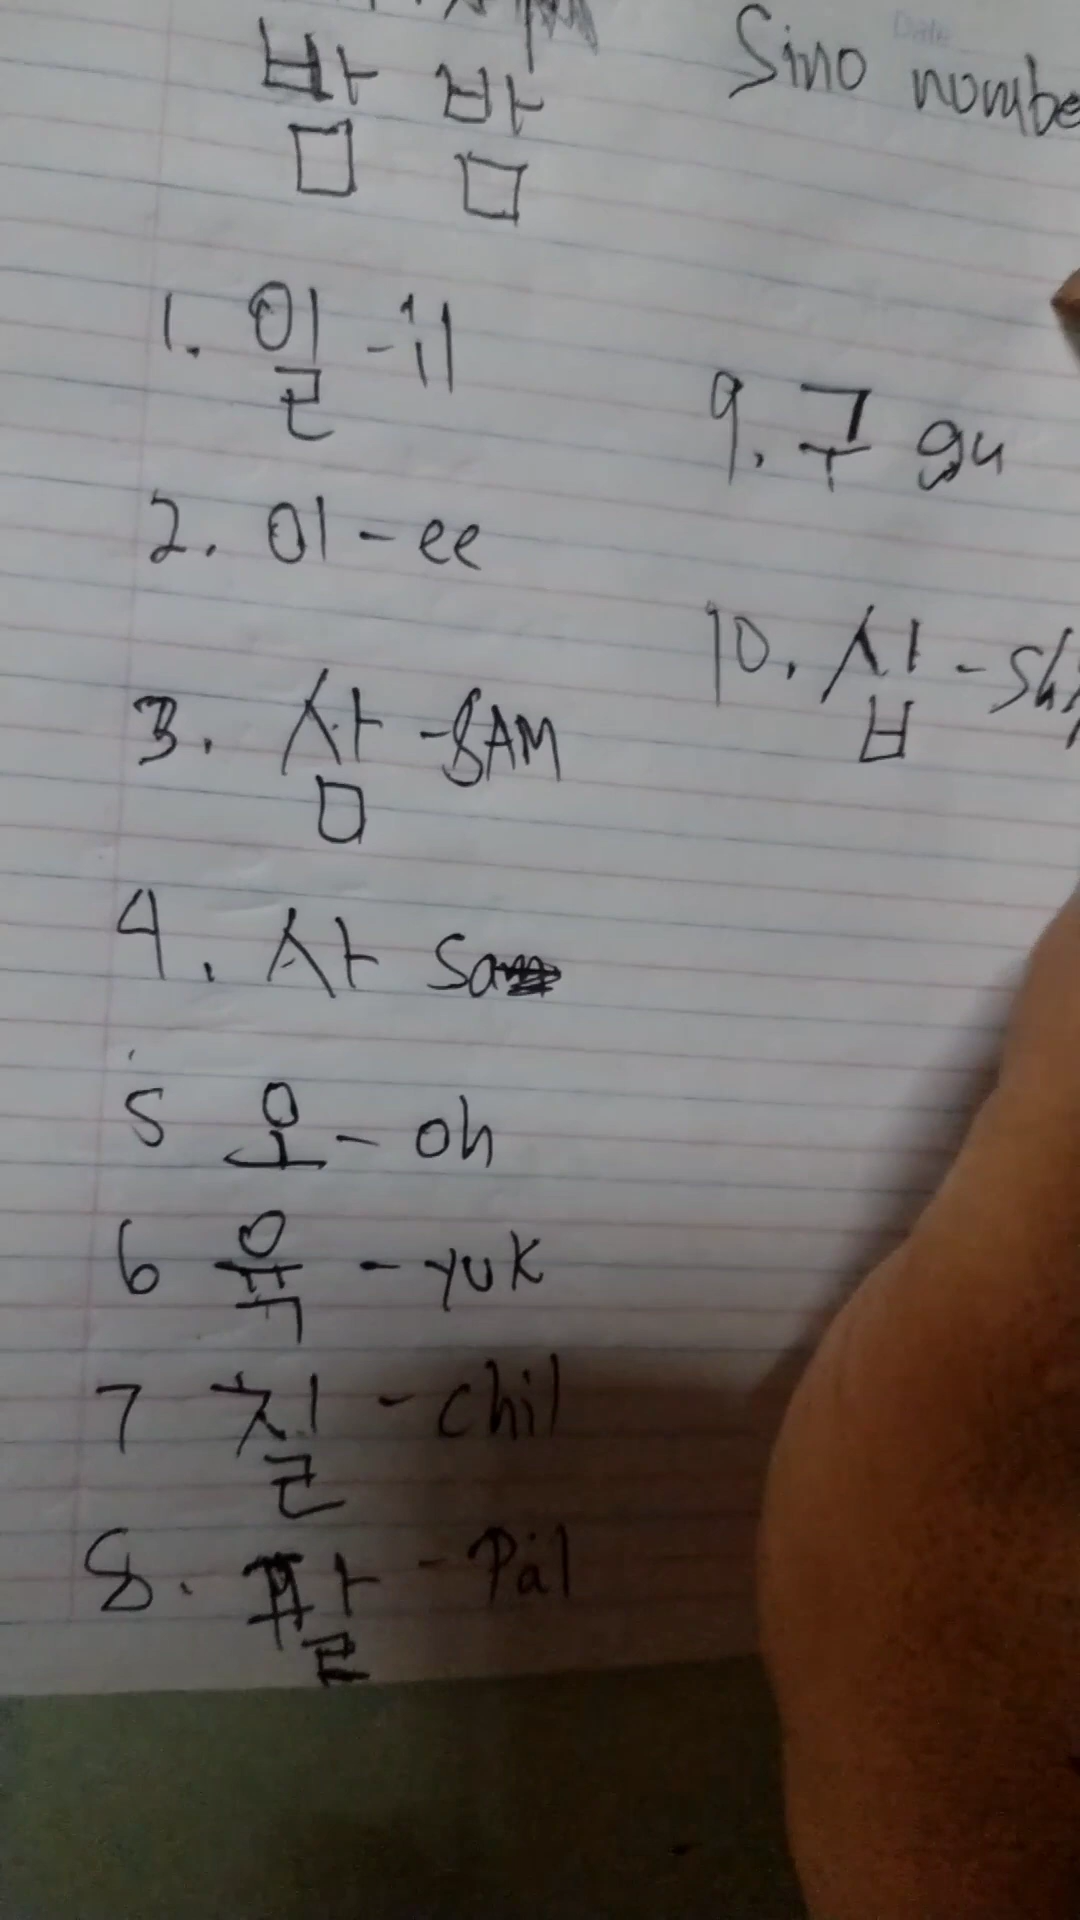 Date
Sino numbe
밤 밤
1. 일 - il
2. 이 - ee
3. 삼 - SAM
4. 사 sa
5 오 - oh
6 육 - yuk
7 칠 - chil
8. 팔 - Pal
9. 구 gu
10. 십 - sh